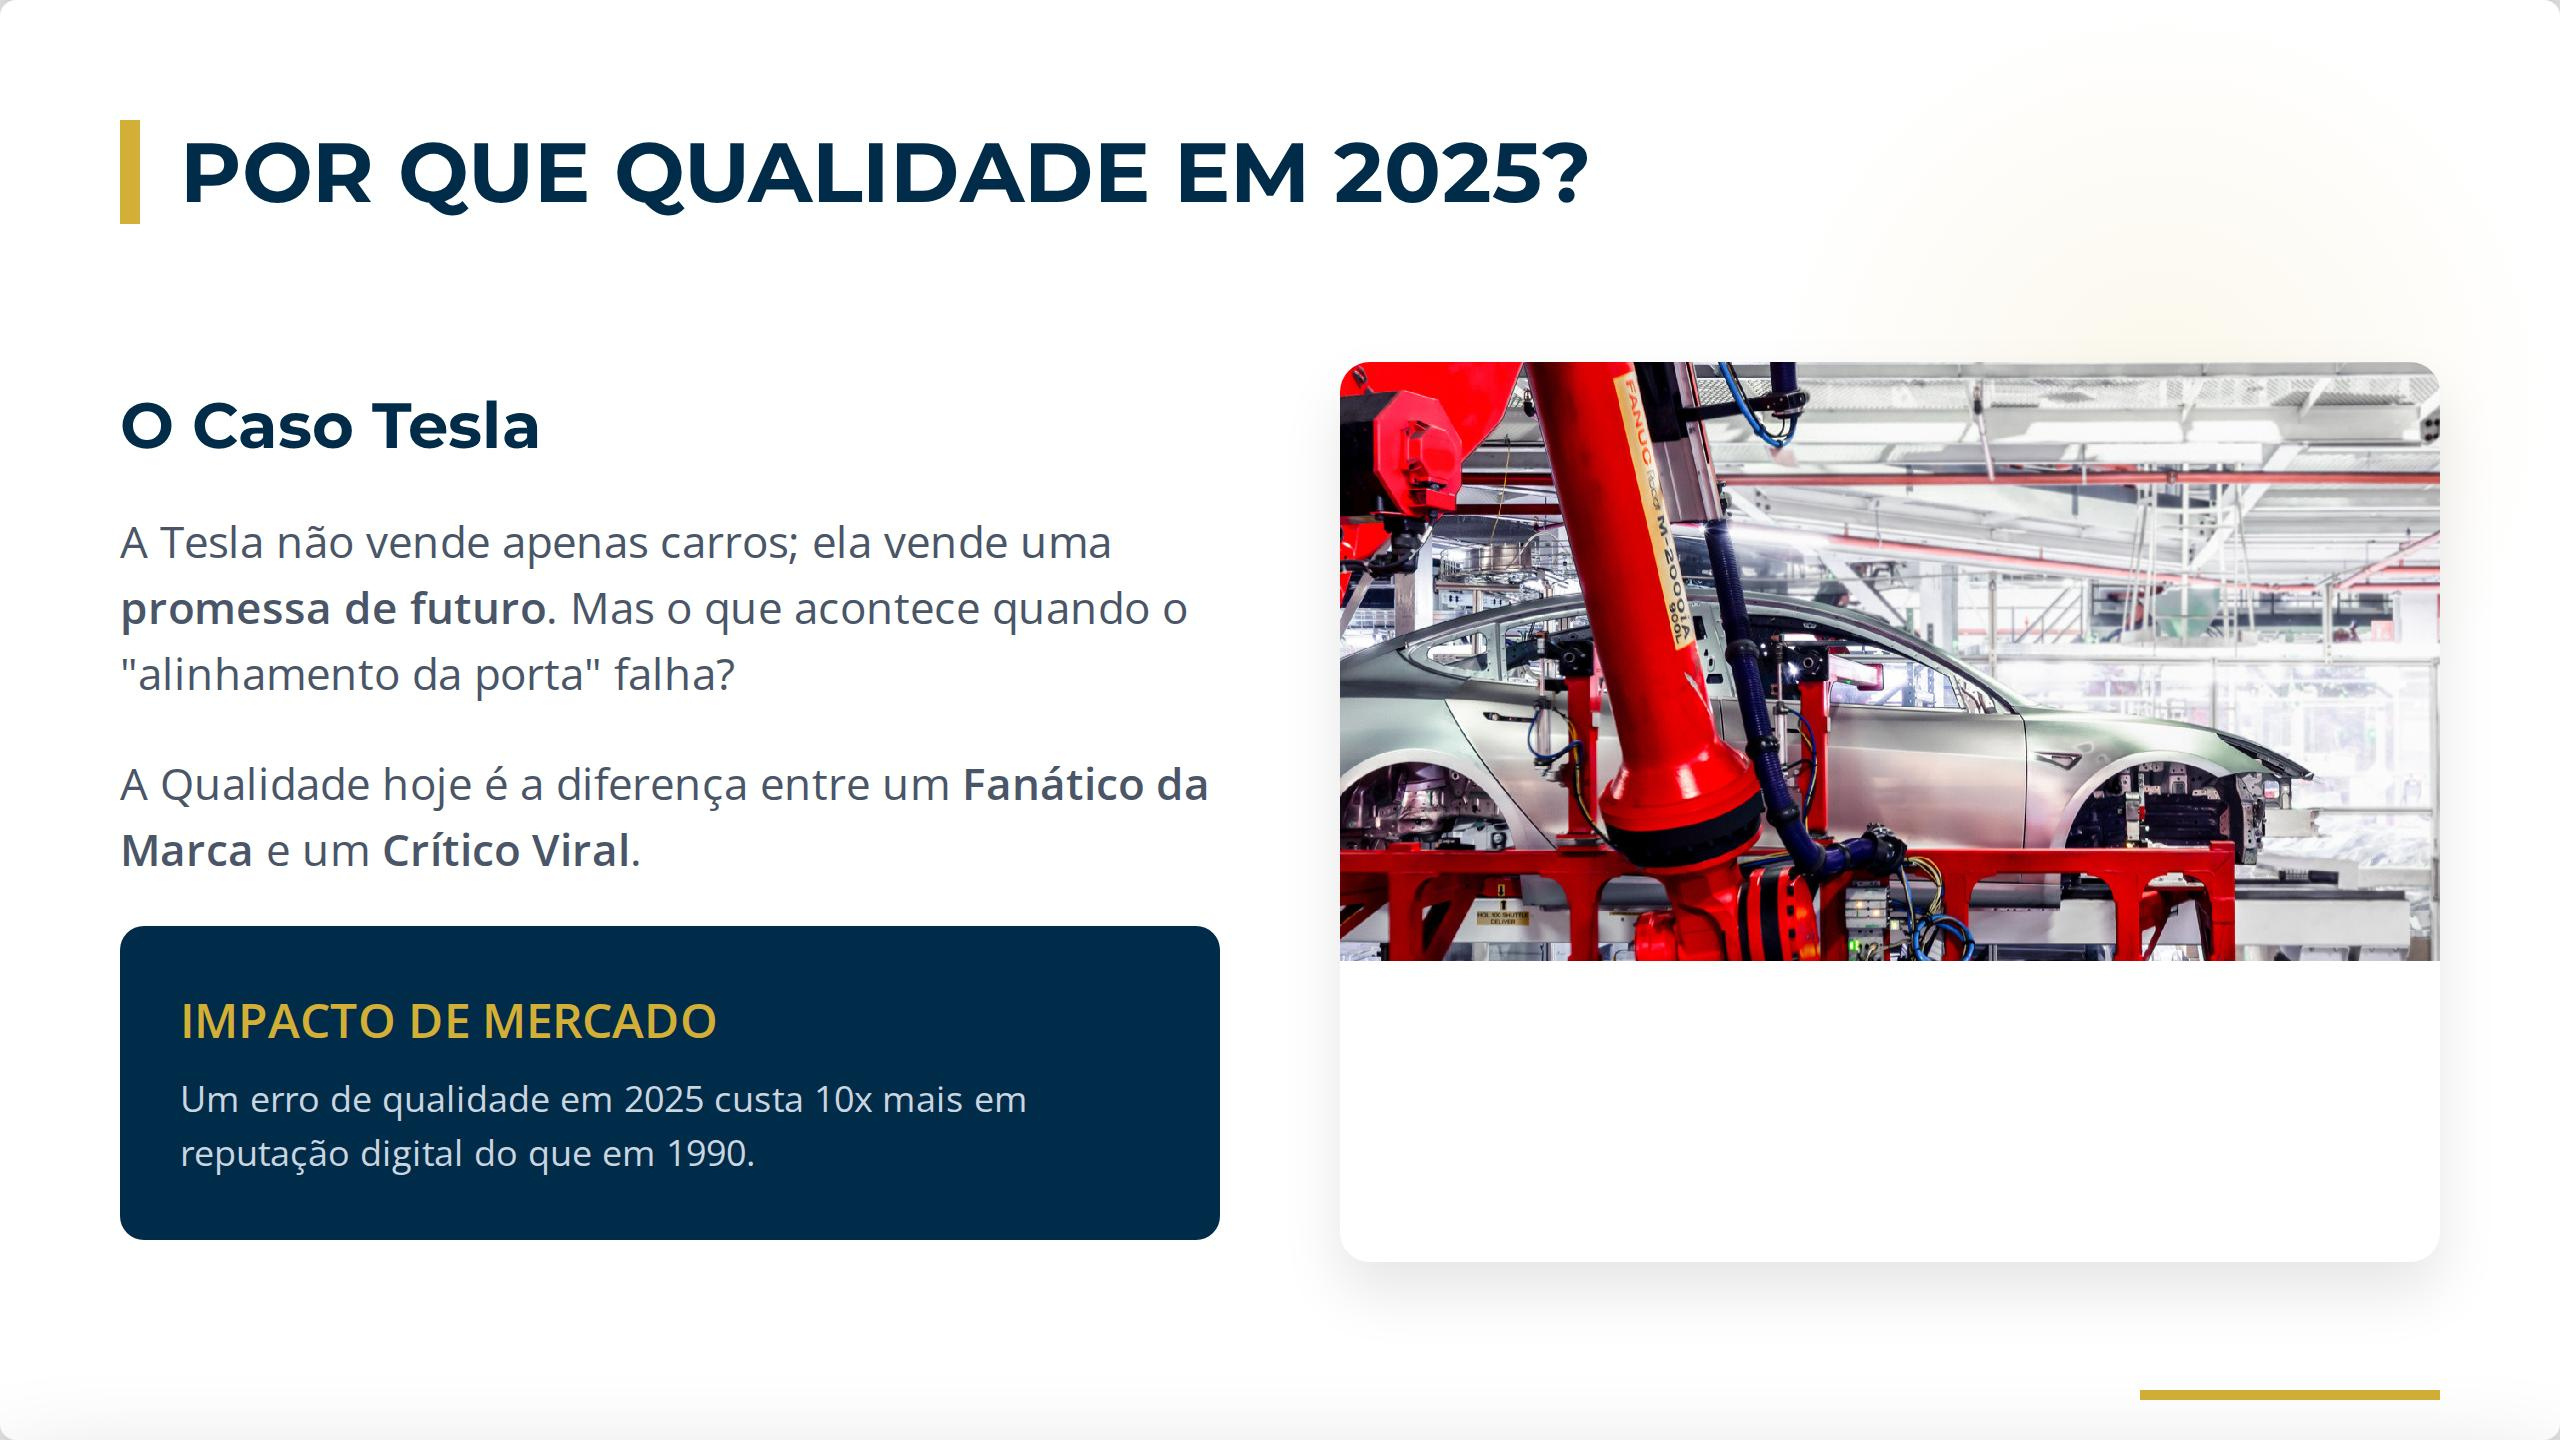 POR QUE QUALIDADE EM 2025?
O Caso Tesla
A Tesla não vende apenas carros; ela vende uma
promessa de futuro. Mas o que acontece quando o
"alinhamento da porta" falha?
A Qualidade hoje é a diferença entre um Fanático da
Marca e um Crítico Viral.
IMPACTO DE MERCADO
Um erro de qualidade em 2025 custa 10x mais em
reputação digital do que em 1990.
FANUC